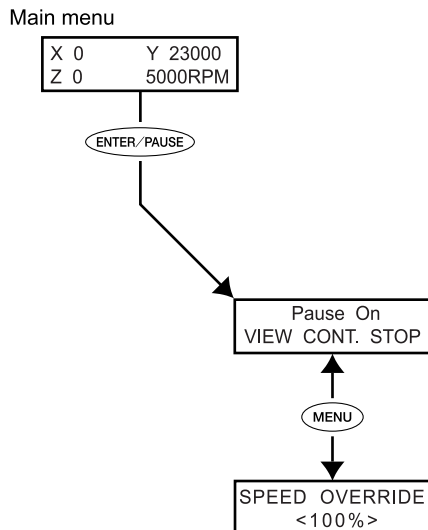 Main menu
X 0 Y 23000
Z 0 5000RPM
ENTER/PAUSE
Pause On
VIEW CONT. STOP
MENU
SPEED OVERRIDE
<100%>